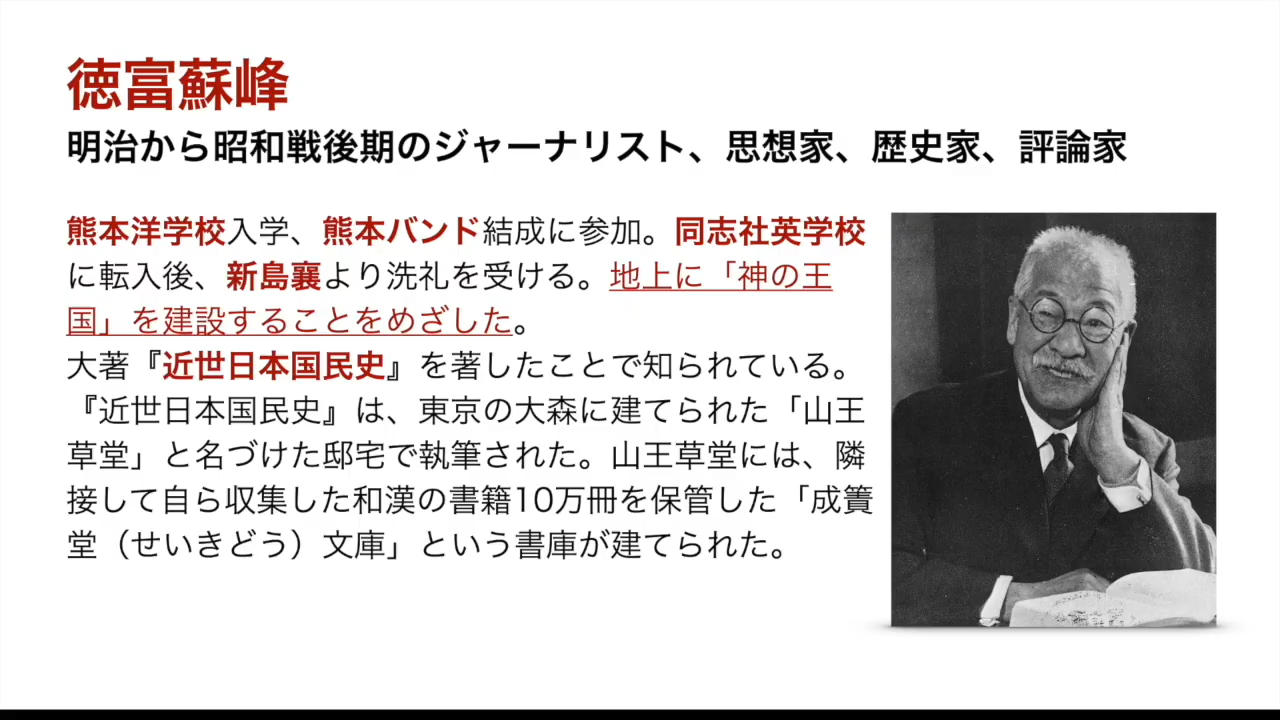 徳富蘇峰
明治から昭和戦後期のジャーナリスト、思想家、歴史家、評論家
熊本洋学校入学、熊本バンド結成に参加。同志社英学校
に転入後、新島襄より洗礼を受ける。地上に「神の王
国」を建設することをめざした。
大著『近世日本国民史』を著したことで知られている。
『近世日本国民史』は、東京の大森に建てられた「山王
草堂」と名づけた邸宅で執筆された。山王草堂には、隣
接して自ら収集した和漢の書籍10万冊を保管した「成簣
堂（せいきどう）文庫」という書庫が建てられた。